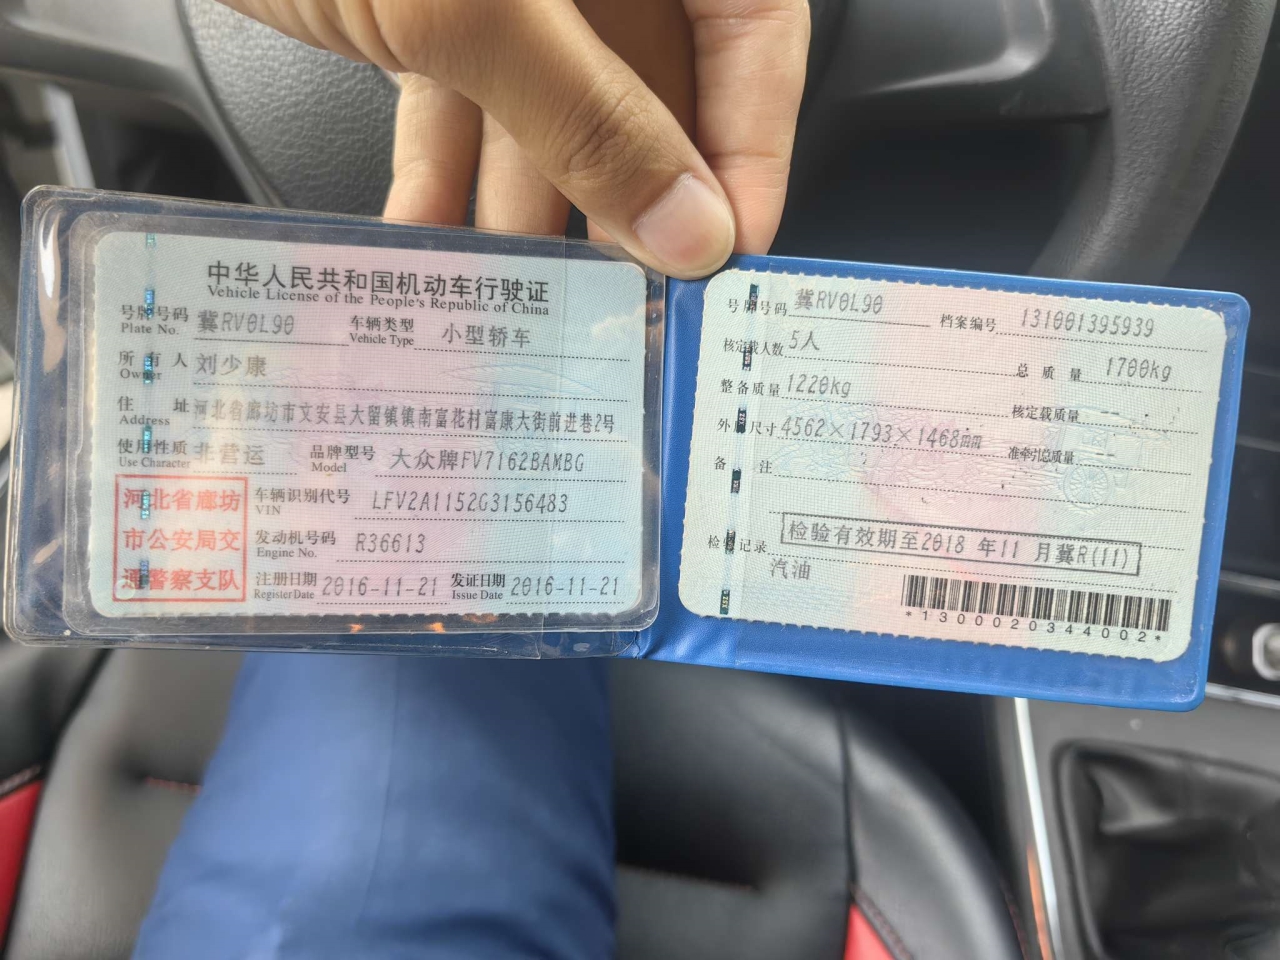 中华人民共和国机动车行驶证
Vehicle License of the People's Republic of China
号牌号码 冀RV0L90 车辆类型 小型轿车
Plate No. Vehicle Type
所有人 刘少康
Owner
住址 河北省廊坊市文安县大留镇镇南富花村富康大街前进巷2号
Address
使用性质 非营运 品牌型号 大众牌FV7162BAMBG
Use Character Model
河北省廊坊
市公安局交
通警察支队
车辆识别代号 LFV2A1152G3156483
VIN
发动机号码 R36613
Engine No.
注册日期 2016-11-21 发证日期 2016-11-21
Register Date Issue Date
号牌号码 冀RV0L90 档案编号 131001395939
核定载人数 5人 总质量 1700kg
整备质量 1220kg 核定载质量 --
外廓尺寸 4562×1793×1468mm 准牵引总质量 --
备注
检验记录 检验有效期至2018年11月冀R(11)
汽油
*1300020344002*